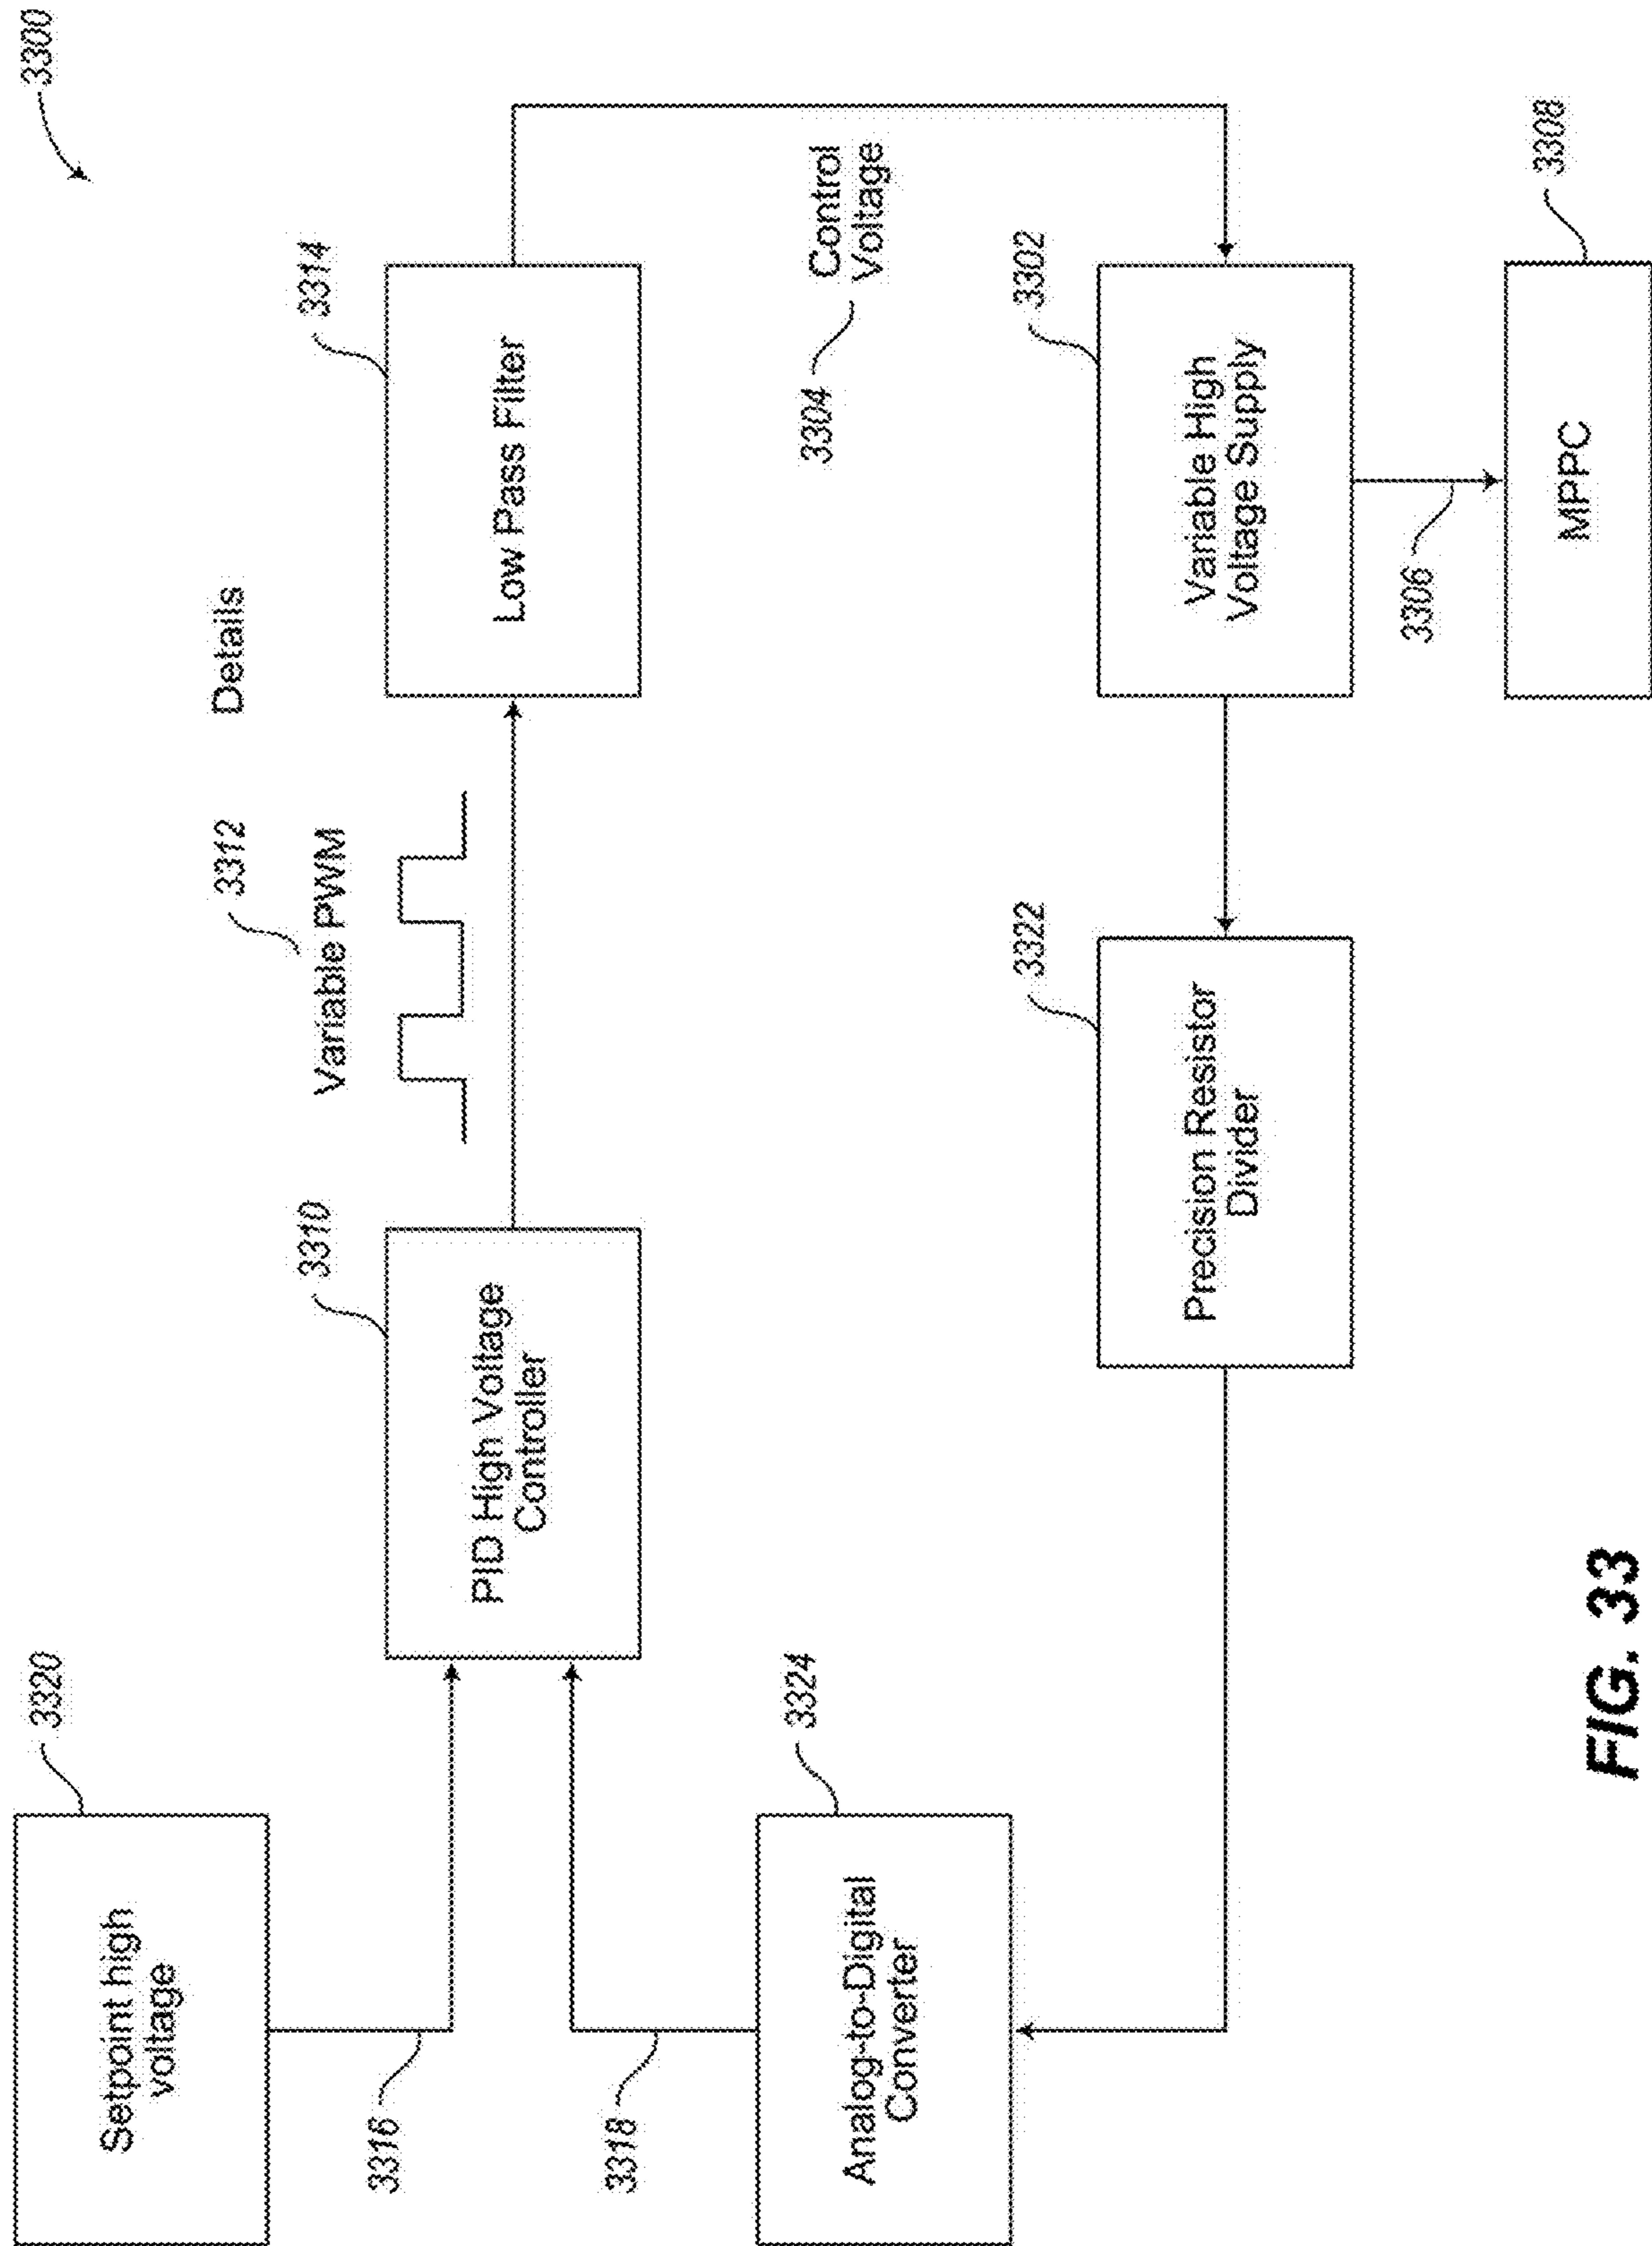 3300
Details
3320
Setpoint high
voltage
3316
3310
PID High Voltage
Controller
3312
Variable PWM
3314
Low Pass Filter
3304
Control
Voltage
3318
3324
Analog-to-Digital
Converter
3322
Precision Resistor
Divider
3302
Variable High
Voltage Supply
3306
3308
MPPC
FIG. 33